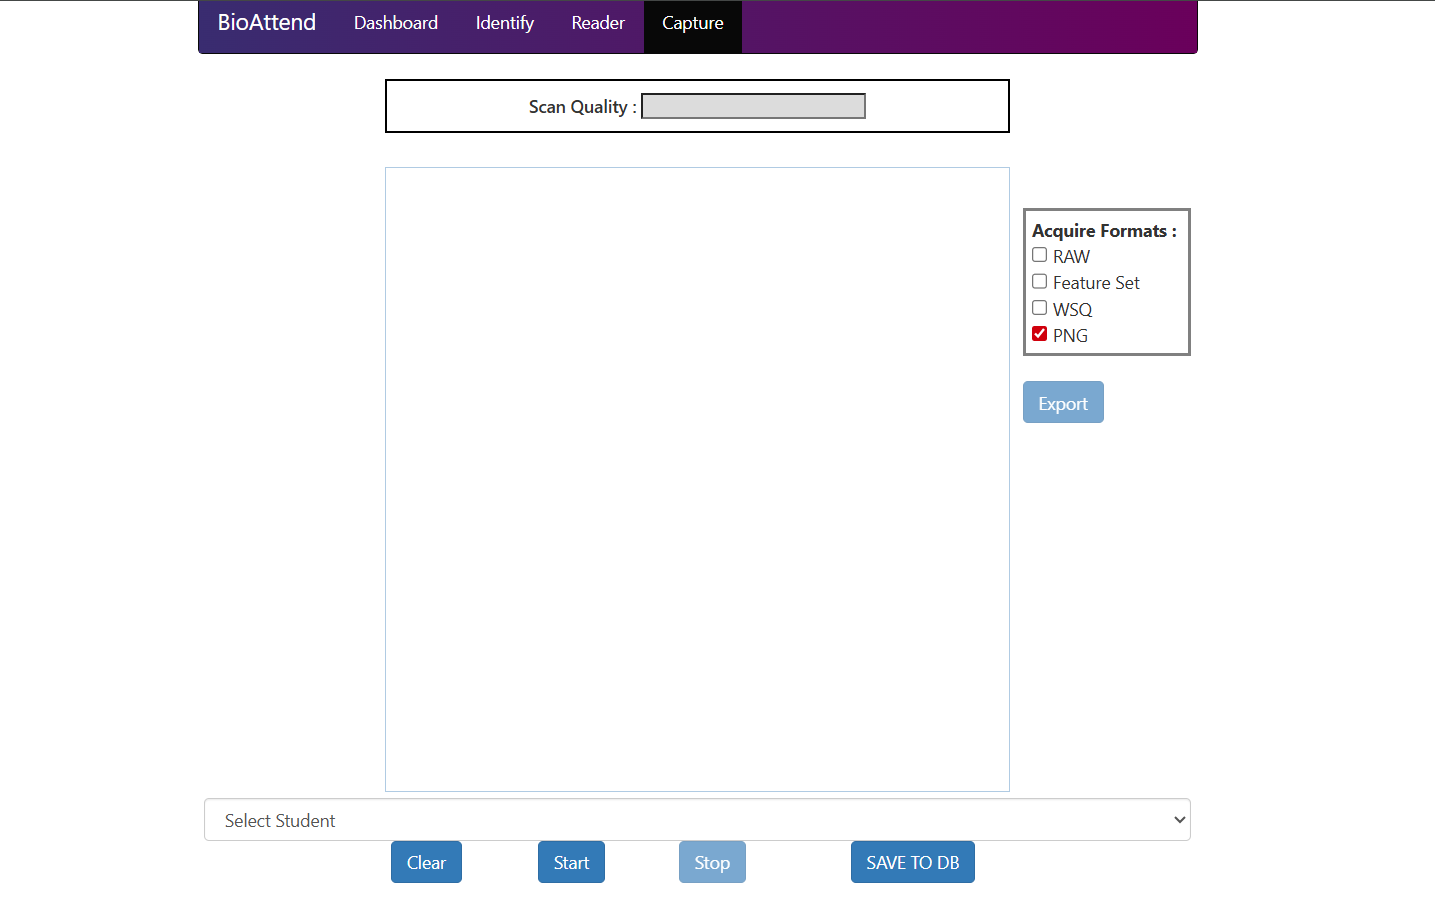 BioAttend Dashboard Identify Reader Capture
Scan Quality :
Acquire Formats :
RAW
Feature Set
WSQ
PNG
Export
Select Student
Clear Start Stop SAVE TO DB